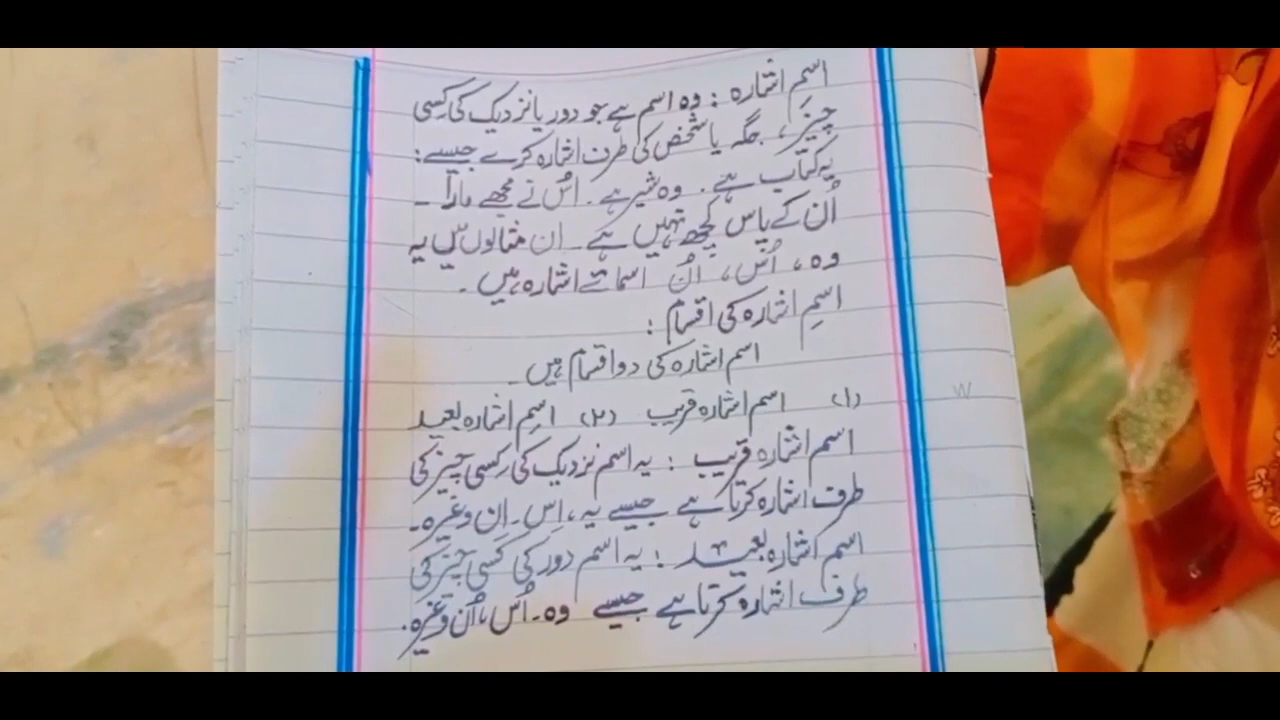 اسمِ اشارہ : وہ اسم ہے جو دور یا نزدیک کی کِسی
چیز ، جگہ یا شخص کی طرف اشارہ کرے جیسے :
یہ کتاب ہے ۔ وہ شیر ہے ۔ اُس نے مجھے مارا ۔
اُن کے پاس کچھ نہیں ہے ۔ ان مثالوں میں یہ
وہ ، اُس ، اُن اسمائے اشارہ ہیں ۔
اسمِ اشارہ کی اقسام :
اسم اشارہ کی دو اقسام ہیں ۔
(۱) اسم اشارہ قریب (۲) اسِم اشارہ بعید
اسم اشارہ قریب : یہ اسم نزدیک کی کِسی چیز کی
طرف اشارہ کرتا ہے جیسے یہ ، اِس ۔ اِن وغیرہ ۔
اسم اشارہ بعید : یہ اسم دور کی کسی چیز کی
طرف اشارہ کرتا ہے جیسے وہ ۔ اُس ، اُن وغیرہ ۔
W